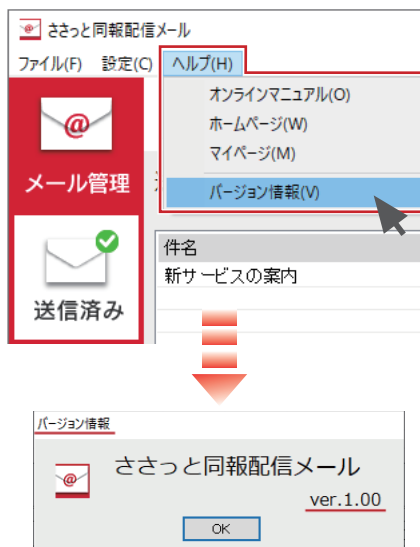 ささっと同報配信メール
ファイル(F) 設定(C) ヘルプ(H)
オンラインマニュアル(O)
ホームページ(W)
マイページ(M)
バージョン情報(V)
メール管理
送信済み
件名
新サービスの案内
バージョン情報
ささっと同報配信メール
ver.1.00
OK